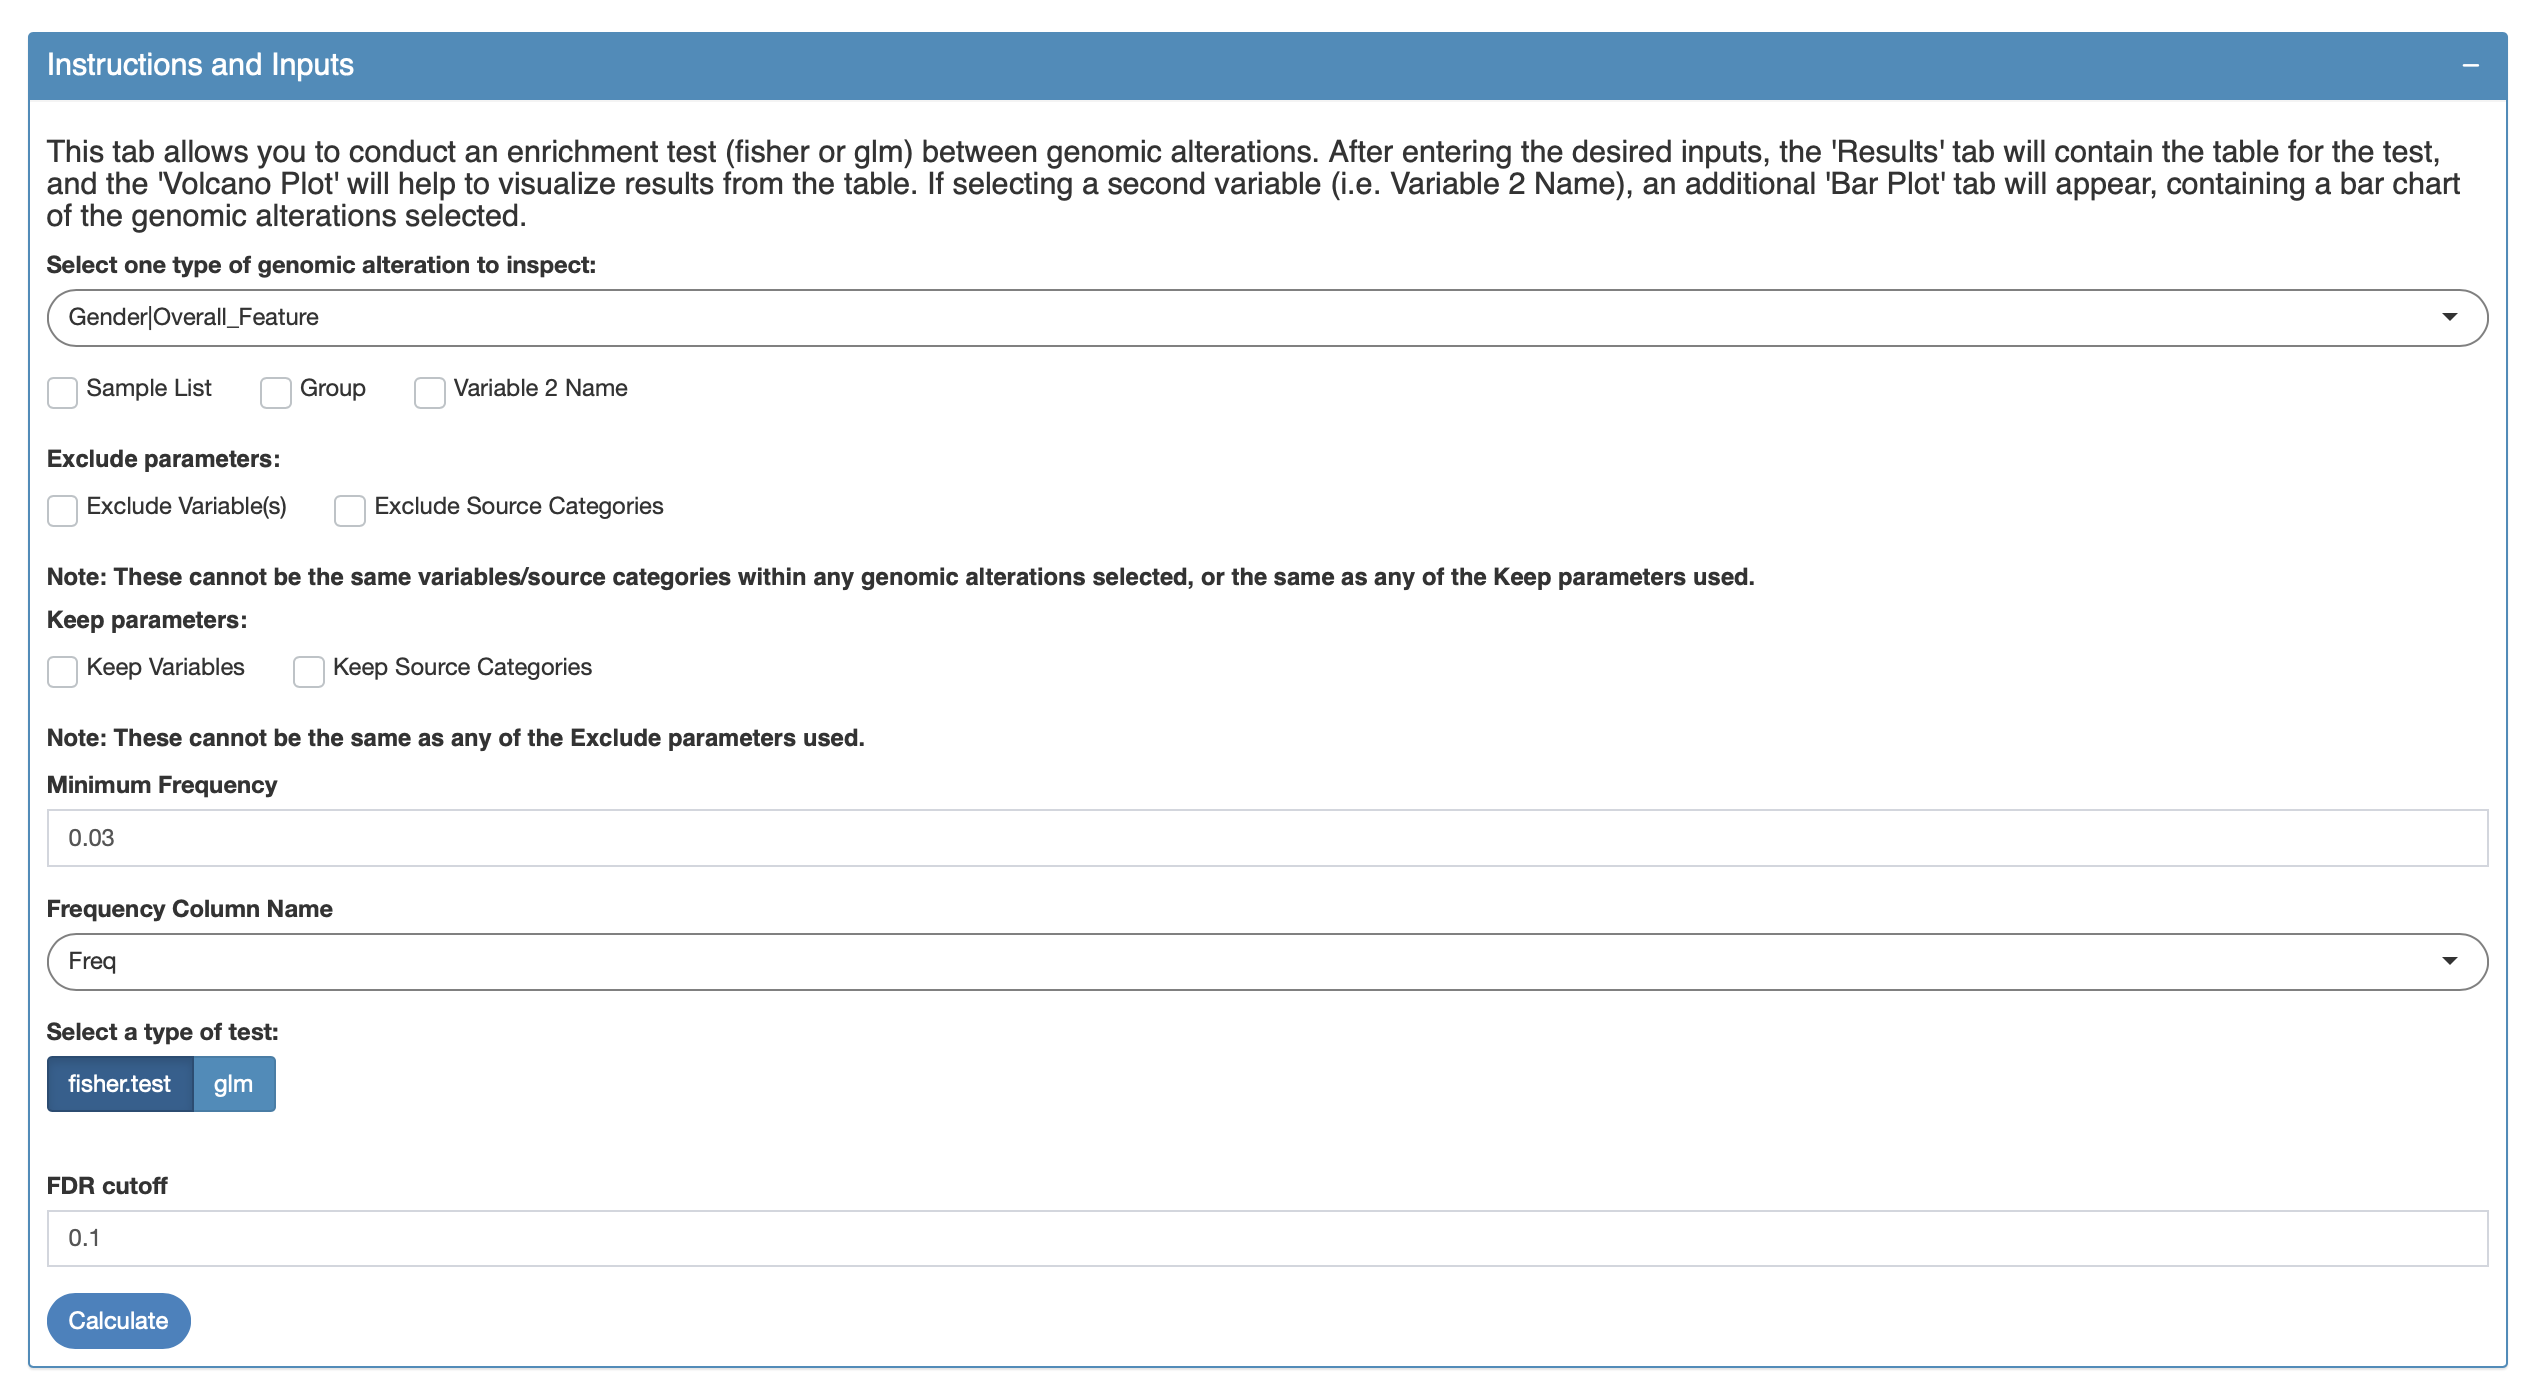 Instructions and Inputs
This tab allows you to conduct an enrichment test (fisher or glm) between genomic alterations. After entering the desired inputs, the 'Results' tab will contain the table for the test,
and the 'Volcano Plot' will help to visualize results from the table. If selecting a second variable (i.e. Variable 2 Name), an additional 'Bar Plot' tab will appear, containing a bar chart
of the genomic alterations selected.
Select one type of genomic alteration to inspect:
Gender|Overall_Feature
Sample List Group Variable 2 Name
Exclude parameters:
Exclude Variable(s) Exclude Source Categories
Note: These cannot be the same variables/source categories within any genomic alterations selected, or the same as any of the Keep parameters used.
Keep parameters:
Keep Variables Keep Source Categories
Note: These cannot be the same as any of the Exclude parameters used.
Minimum Frequency
0.03
Frequency Column Name
Freq
Select a type of test:
fisher.test glm
FDR cutoff
0.1
Calculate